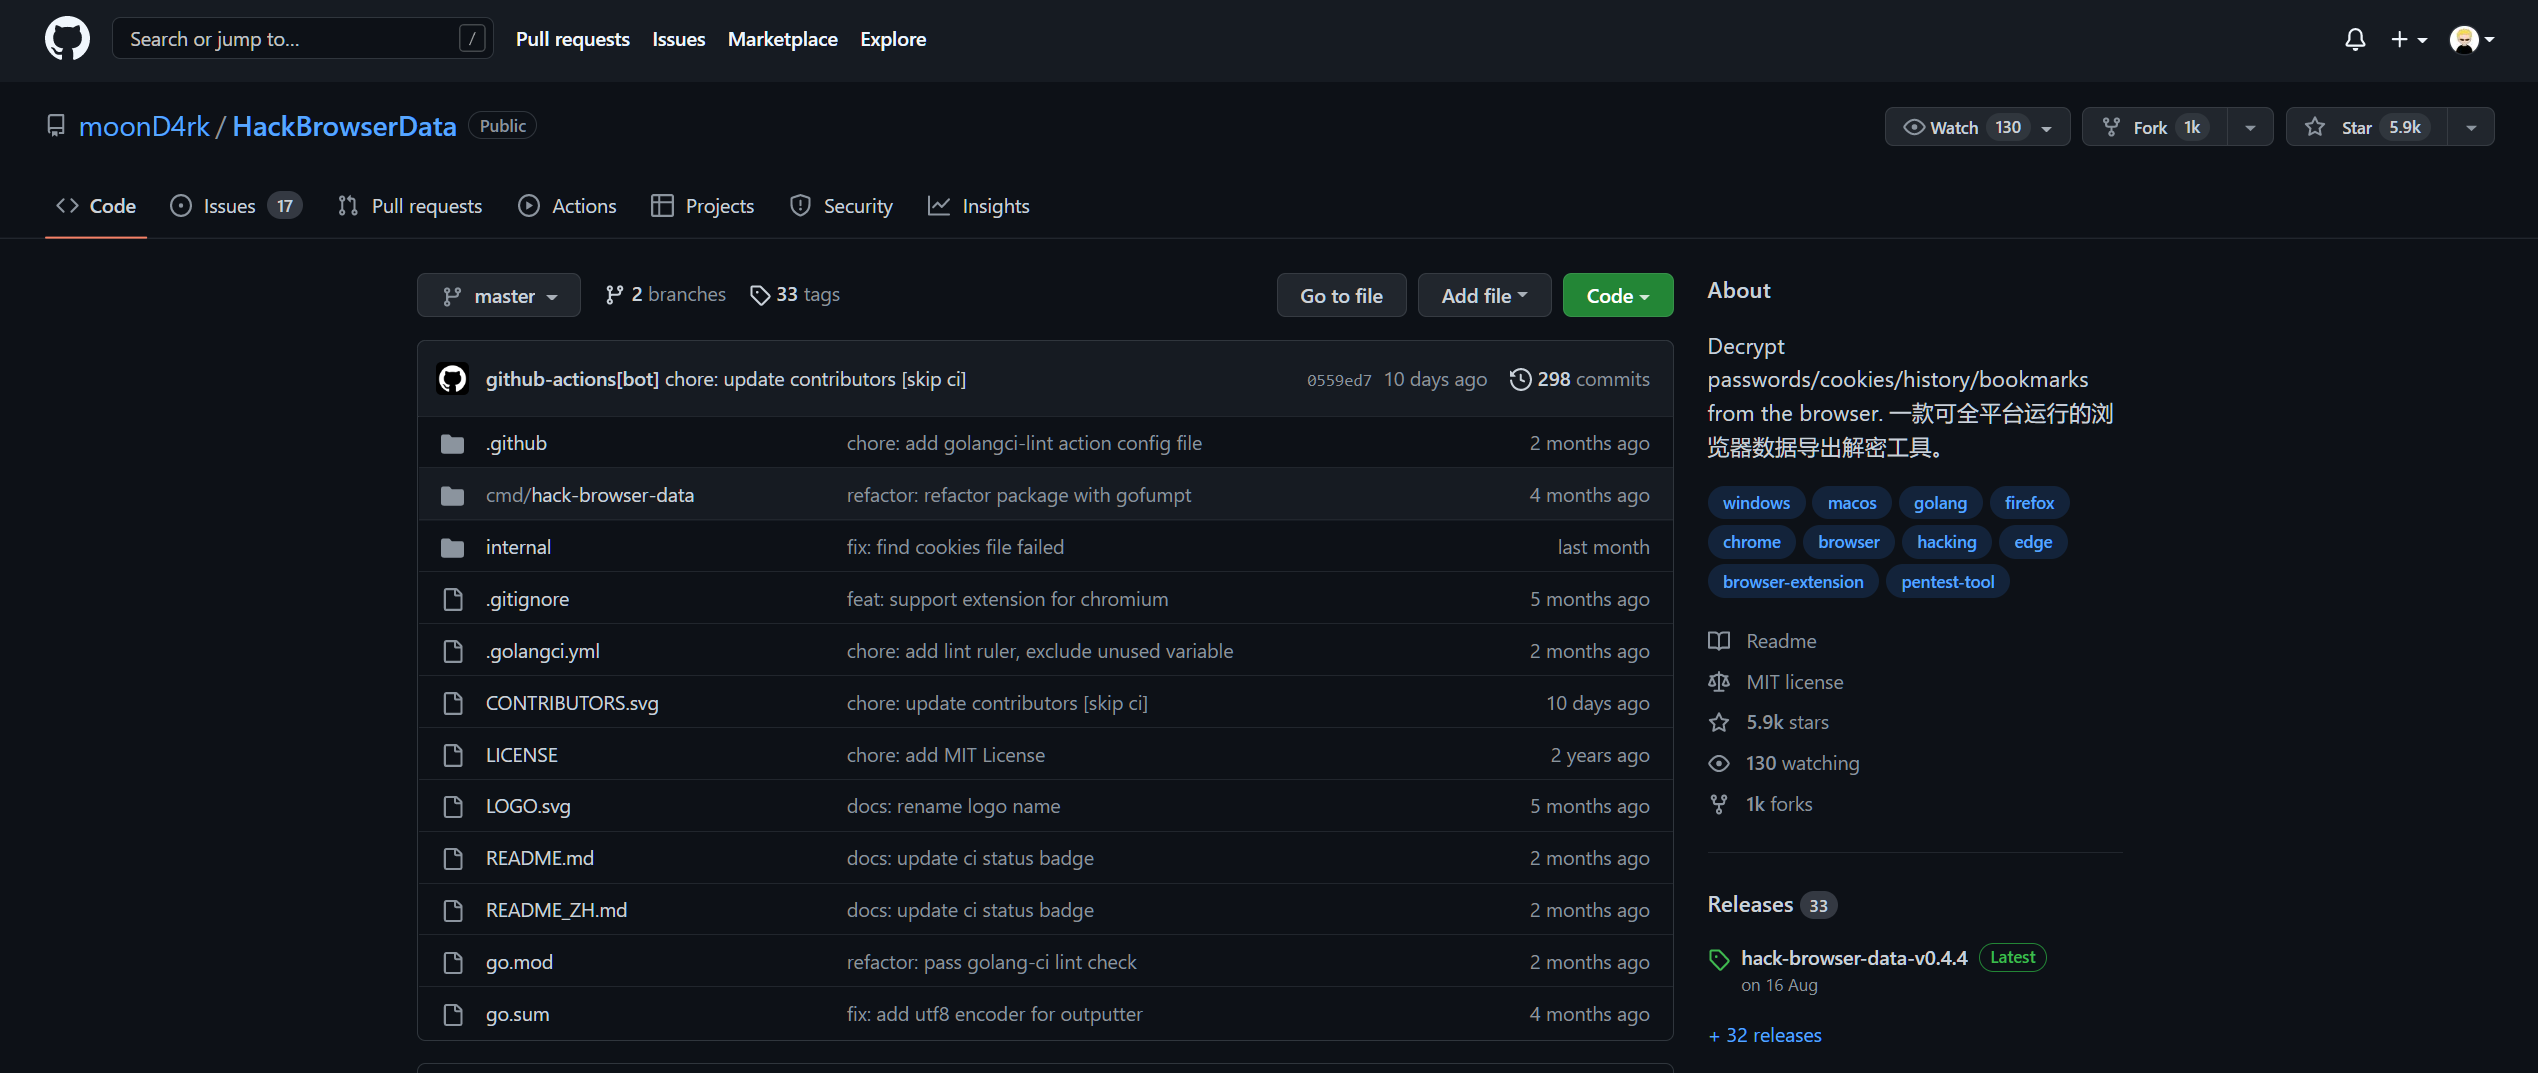 Search or jump to...
/
Pull requests
Issues
Marketplace
Explore
moonD4rk / HackBrowserData
Public
Watch 130
Fork 1k
Star 5.9k
Code
Issues 17
Pull requests
Actions
Projects
Security
Insights
master
2 branches
33 tags
Go to file
Add file
Code
github-actions[bot] chore: update contributors [skip ci]
0559ed7 10 days ago
298 commits
.github
chore: add golangci-lint action config file
2 months ago
cmd/hack-browser-data
refactor: refactor package with gofumpt
4 months ago
internal
fix: find cookies file failed
last month
.gitignore
feat: support extension for chromium
5 months ago
.golangci.yml
chore: add lint ruler, exclude unused variable
2 months ago
CONTRIBUTORS.svg
chore: update contributors [skip ci]
10 days ago
LICENSE
chore: add MIT License
2 years ago
LOGO.svg
docs: rename logo name
5 months ago
README.md
docs: update ci status badge
2 months ago
README_ZH.md
docs: update ci status badge
2 months ago
go.mod
refactor: pass golang-ci lint check
2 months ago
go.sum
fix: add utf8 encoder for outputter
4 months ago
About
Decrypt
passwords/cookies/history/bookmarks
from the browser. 一款可全平台运行的浏
览器数据导出解密工具。
windows macos golang firefox
chrome browser hacking edge
browser-extension pentest-tool
Readme
MIT license
5.9k stars
130 watching
1k forks
Releases 33
hack-browser-data-v0.4.4 Latest
on 16 Aug
+ 32 releases